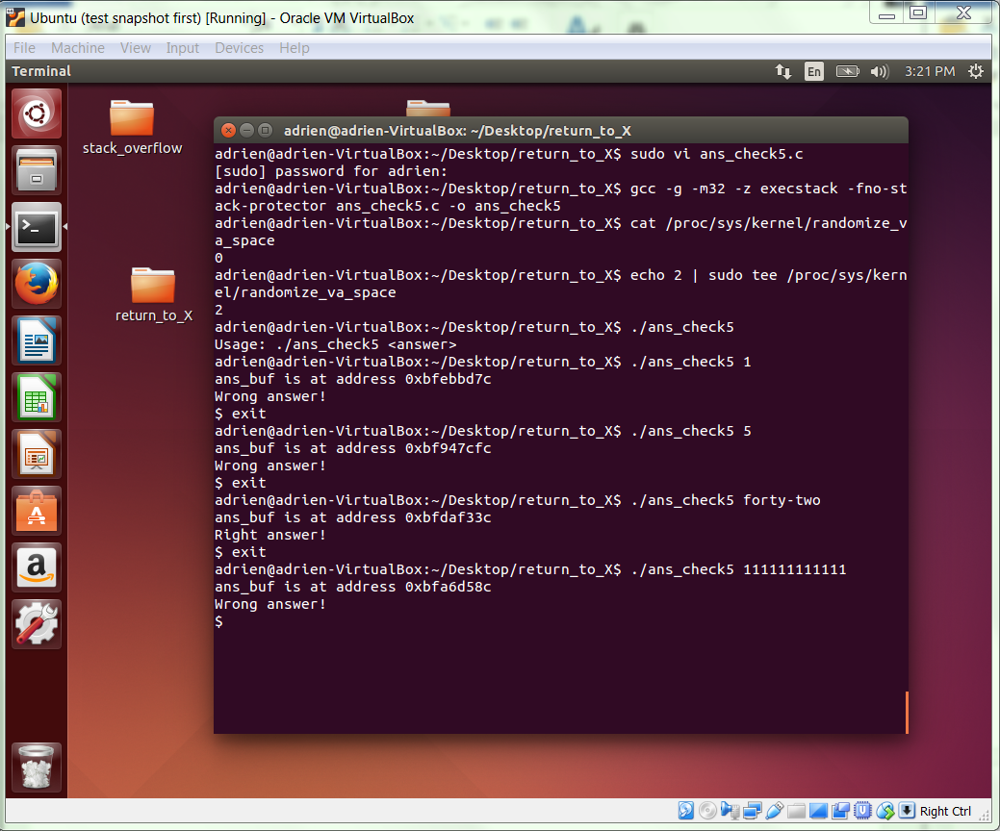 Ubuntu (test snapshot first) [Running] - Oracle VM VirtualBox
File Machine View Input Devices Help
Terminal En 3:21 PM
stack_overflow
return_to_X
adrien@adrien-VirtualBox: ~/Desktop/return_to_X
adrien@adrien-VirtualBox:~/Desktop/return_to_X$ sudo vi ans_check5.c
[sudo] password for adrien:
adrien@adrien-VirtualBox:~/Desktop/return_to_X$ gcc -g -m32 -z execstack -fno-st
ack-protector ans_check5.c -o ans_check5
adrien@adrien-VirtualBox:~/Desktop/return_to_X$ cat /proc/sys/kernel/randomize_v
a_space
0
adrien@adrien-VirtualBox:~/Desktop/return_to_X$ echo 2 | sudo tee /proc/sys/kern
el/randomize_va_space
2
adrien@adrien-VirtualBox:~/Desktop/return_to_X$ ./ans_check5
Usage: ./ans_check5 <answer>
adrien@adrien-VirtualBox:~/Desktop/return_to_X$ ./ans_check5 1
ans_buf is at address 0xbfebbd7c
Wrong answer!
$ exit
adrien@adrien-VirtualBox:~/Desktop/return_to_X$ ./ans_check5 5
ans_buf is at address 0xbf947cfc
Wrong answer!
$ exit
adrien@adrien-VirtualBox:~/Desktop/return_to_X$ ./ans_check5 forty-two
ans_buf is at address 0xbfdaf33c
Right answer!
$ exit
adrien@adrien-VirtualBox:~/Desktop/return_to_X$ ./ans_check5 111111111111
ans_buf is at address 0xbfa6d58c
Wrong answer!
$
Right Ctrl